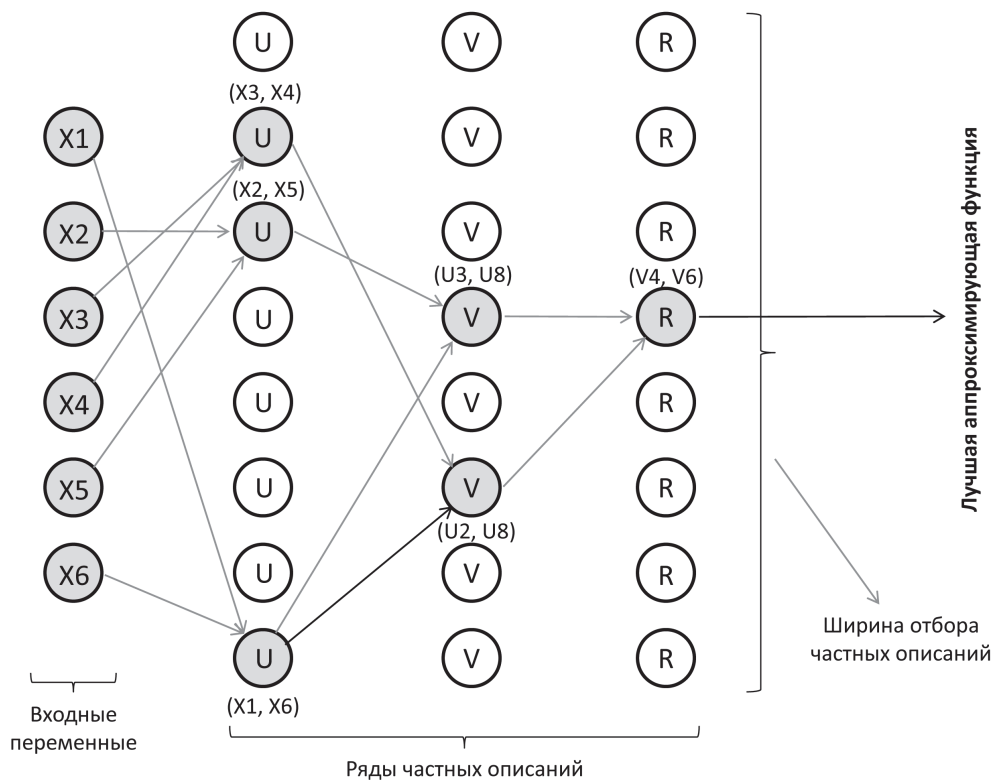 U V R
(X3, X4)
X1 U V R
(X2, X5)
X2 U V R
(U3, U8) (V4, V6)
X3 U V R
X4 U V R
X5 U V R
(U2, U8)
X6 U V R
U V R
(X1, X6)
Входные
переменные
Ряды частных описаний
Ширина отбора
частных описаний
Лучшая аппроксимирующая функция